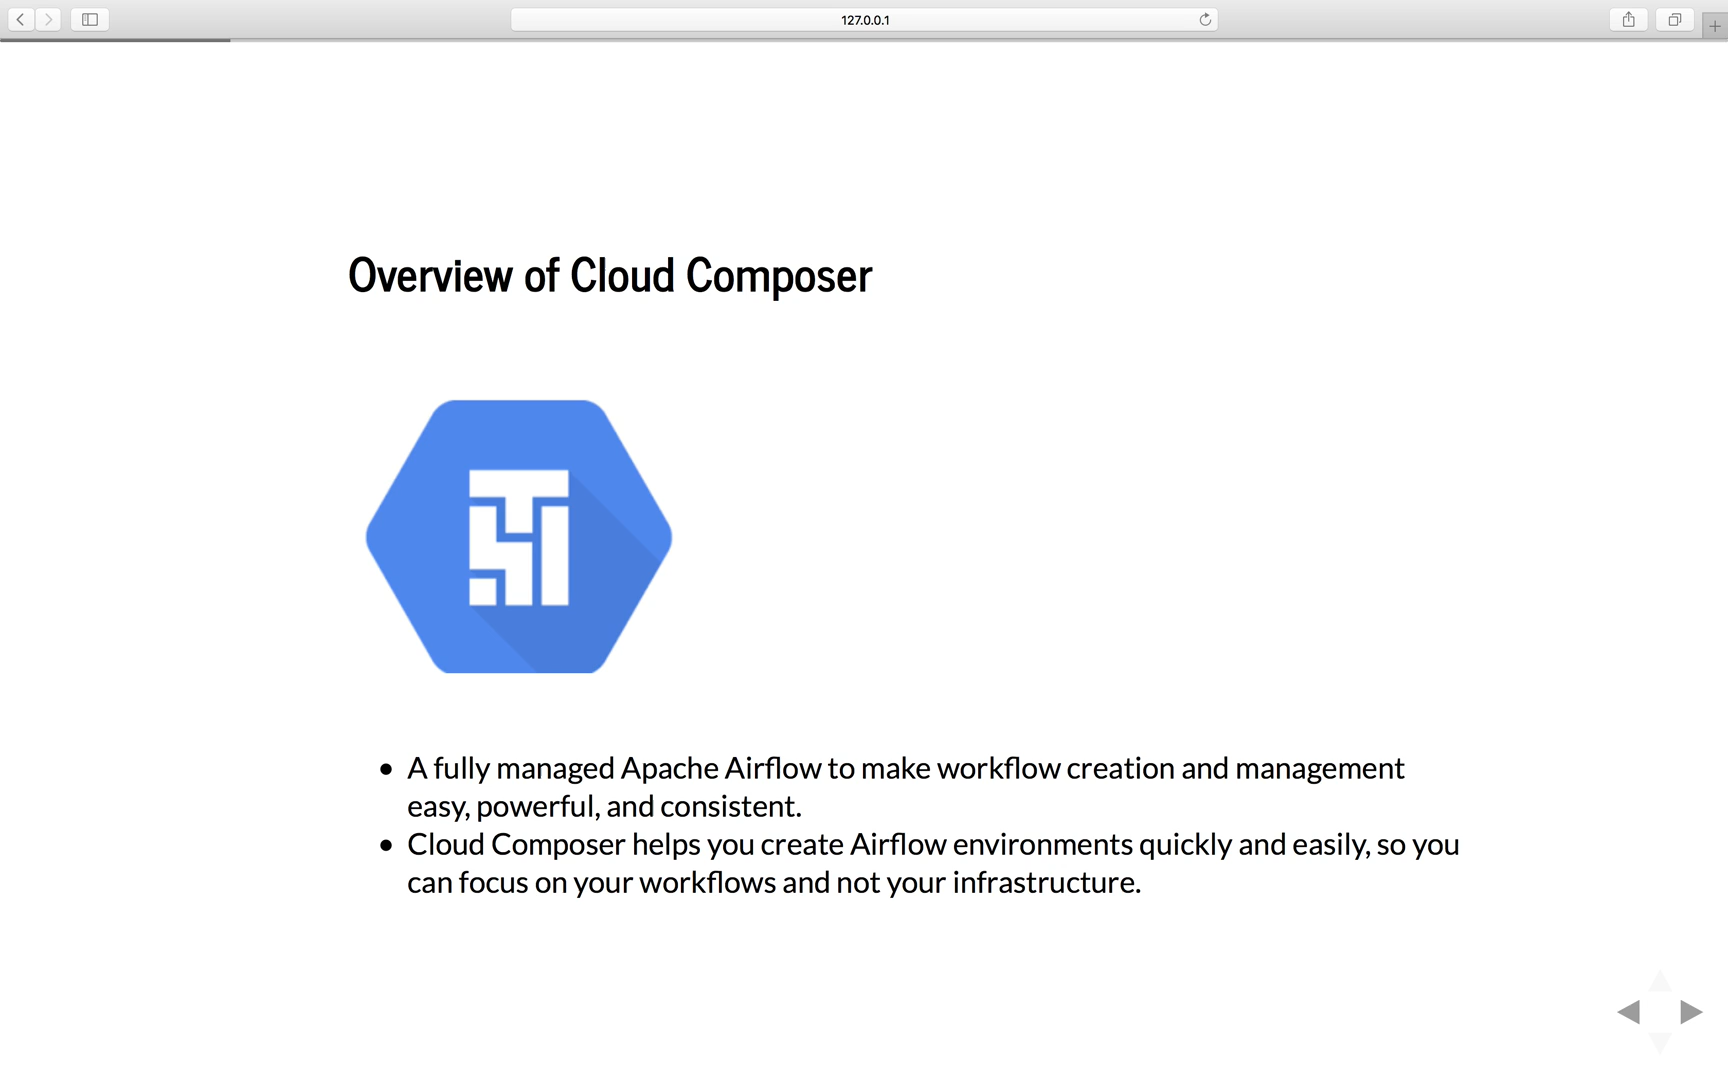 127.0.0.1
Overview of Cloud Composer
• A fully managed Apache Airflow to make workflow creation and management
easy, powerful, and consistent.
• Cloud Composer helps you create Airflow environments quickly and easily, so you
can focus on your workflows and not your infrastructure.